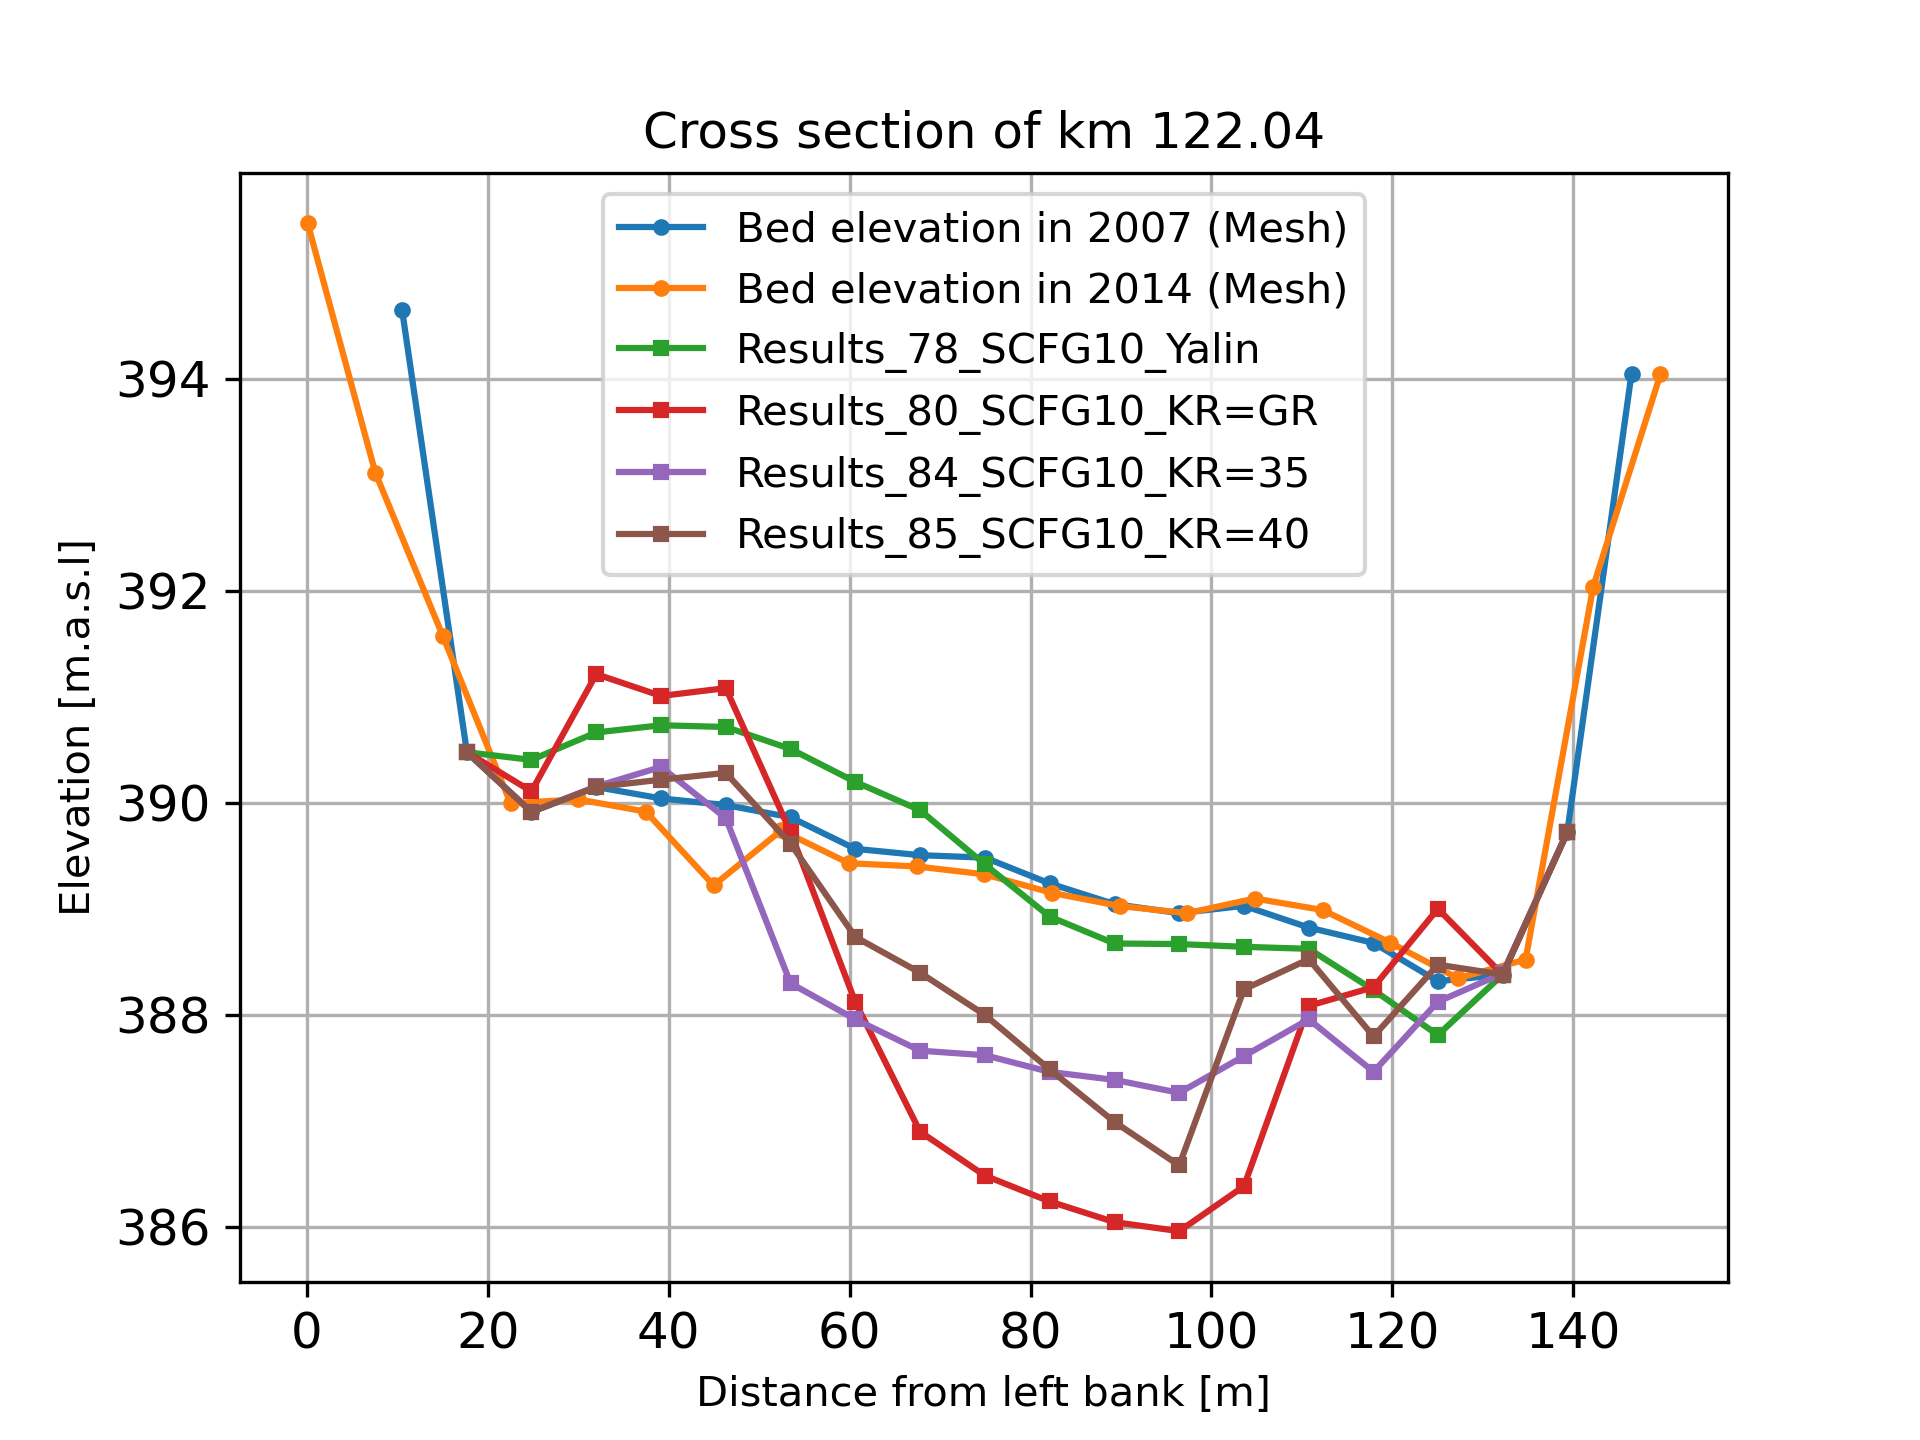 Cross section of km 122.04
Bed elevation in 2007 (Mesh)
Bed elevation in 2014 (Mesh)
Results_78_SCFG10_Yalin
Results_80_SCFG10_KR=GR
Results_84_SCFG10_KR=35
Results_85_SCFG10_KR=40
Elevation [m.a.s.l]
394
392
390
388
386
0 20 40 60 80 100 120 140
Distance from left bank [m]